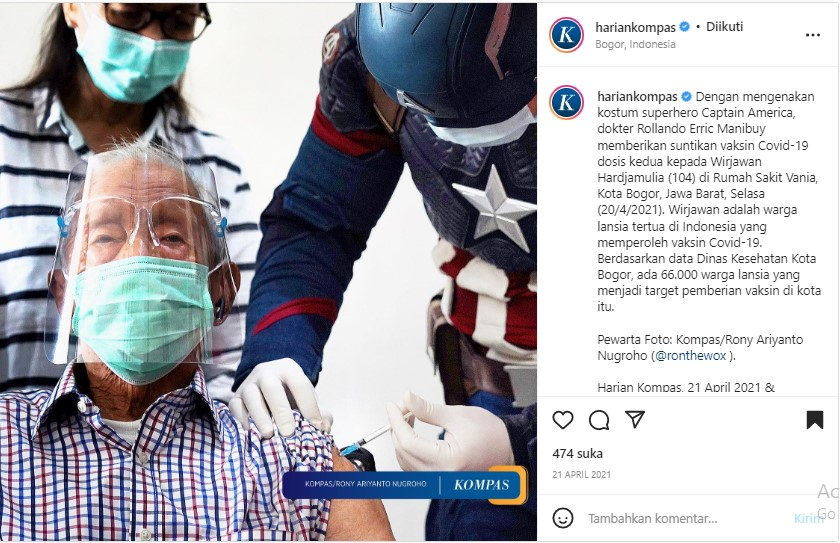 hariankompas • Diikuti
Bogor, Indonesia
hariankompas Dengan mengenakan
kostum superhero Captain America,
dokter Rollando Erric Manibuy
memberikan suntikan vaksin Covid-19
dosis kedua kepada Wirjawan
Hardjamulia (104) di Rumah Sakit Vania,
Kota Bogor, Jawa Barat, Selasa
(20/4/2021). Wirjawan adalah warga
lansia tertua di Indonesia yang
memperoleh vaksin Covid-19.
Berdasarkan data Dinas Kesehatan Kota
Bogor, ada 66.000 warga lansia yang
menjadi target pemberian vaksin di kota
itu.
Pewarta Foto: Kompas/Rony Ariyanto
Nugroho (@ronthewox ).
Harian Kompas, 21 April 2021 &
474 suka
21 APRIL 2021
Tambahkan komentar...
Kirim
Ac
Go
KOMPAS/RONY ARIYANTO NUGROHO
KOMPAS